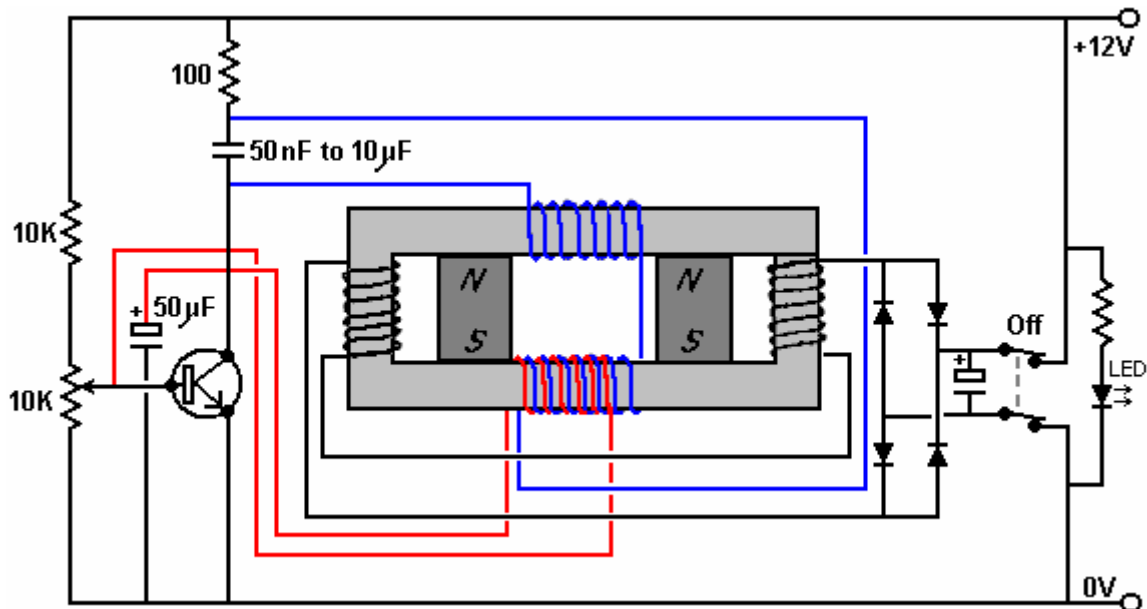 +12V
100
50nF to 10µF
10K
N
N
+
50µF
S
S
Off
+
10K
LED
0V